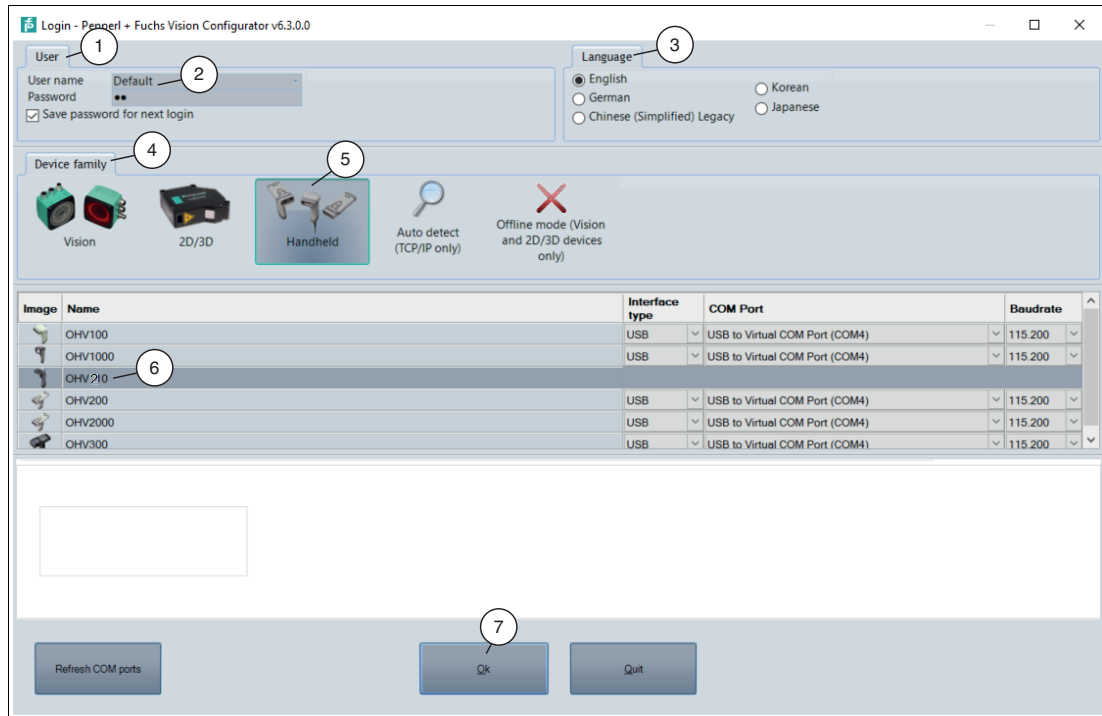 Login - Pepperl + Fuchs Vision Configurator v6.3.0.0
1
User
User name Default
2
Password ••
Save password for next login
3
Language
English
German
Chinese (Simplified) Legacy
Korean
Japanese
4
Device family
5
Vision
2D/3D
Handheld
Auto detect
(TCP/IP only)
Offline mode (Vision
and 2D/3D devices
only)
Image Name Interface type COM Port Baudrate
OHV100 USB USB to Virtual COM Port (COM4) 115.200
OHV1000 USB USB to Virtual COM Port (COM4) 115.200
OHV210
6
OHV200 USB USB to Virtual COM Port (COM4) 115.200
OHV2000 USB USB to Virtual COM Port (COM4) 115.200
OHV300 USB USB to Virtual COM Port (COM4) 115.200
7
Refresh COM ports
Ok
Quit